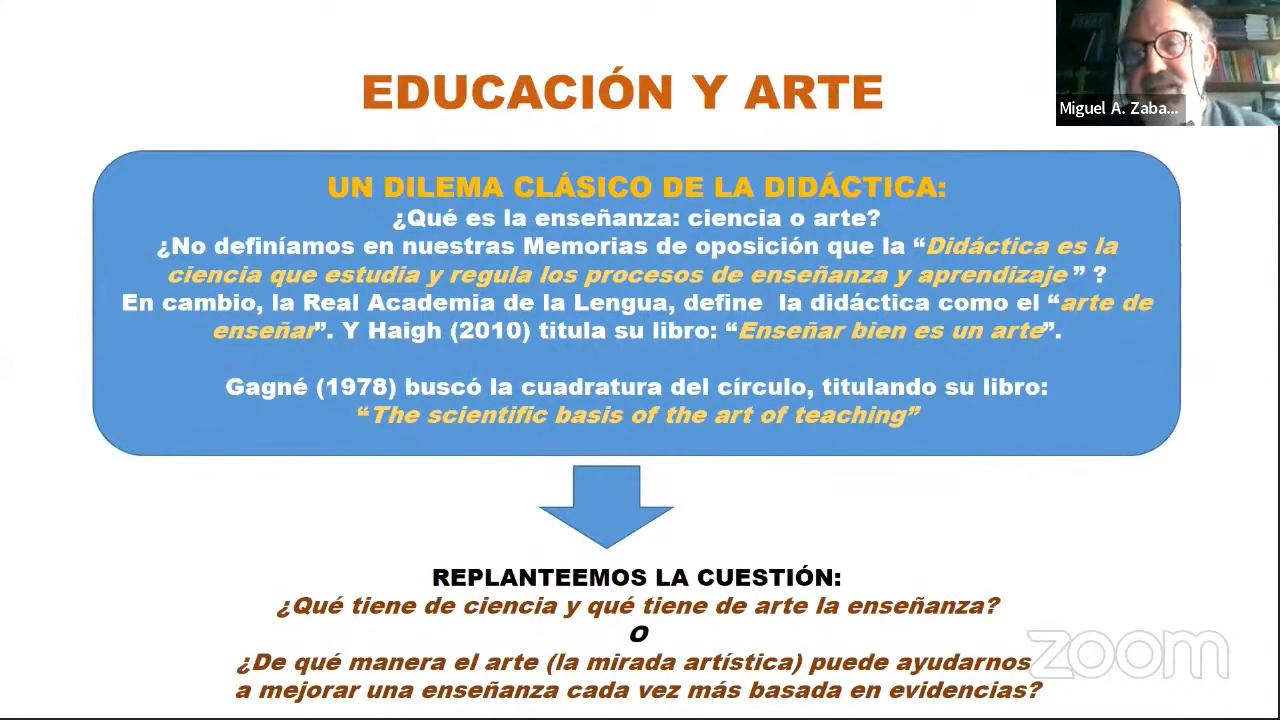 EDUCACIÓN Y ARTE
Miguel A. Zaba...
UN DILEMA CLÁSICO DE LA DIDÁCTICA:
¿Qué es la enseñanza: ciencia o arte?
¿No definíamos en nuestras Memorias de oposición que la “Didáctica es la
ciencia que estudia y regula los procesos de enseñanza y aprendizaje ” ?
En cambio, la Real Academia de la Lengua, define  la didáctica como el “arte de
enseñar”. Y Haigh (2010) titula su libro: “Enseñar bien es un arte”.
Gagné (1978) buscó la cuadratura del círculo, titulando su libro:
“The scientific basis of the art of teaching”
REPLANTEEMOS LA CUESTIÓN:
¿Qué tiene de ciencia y qué tiene de arte la enseñanza?
O
¿De qué manera el arte (la mirada artística) puede ayudarnos
a mejorar una enseñanza cada vez más basada en evidencias?
zoom